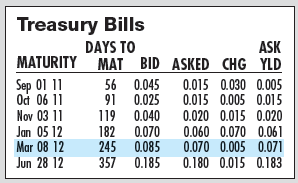 Treasury Bills
DAYS TO ASK
MATURITY MAT BID ASKED CHG YLD
Sep 01 11 56 0.045 0.015 0.030 0.005
Oct 06 11 91 0.025 0.015 0.005 0.015
Nov 03 11 119 0.040 0.020 0.015 0.020
Jan 05 12 182 0.070 0.060 0.070 0.061
Mar 08 12 245 0.085 0.070 0.005 0.071
Jun 28 12 357 0.185 0.180 0.015 0.183